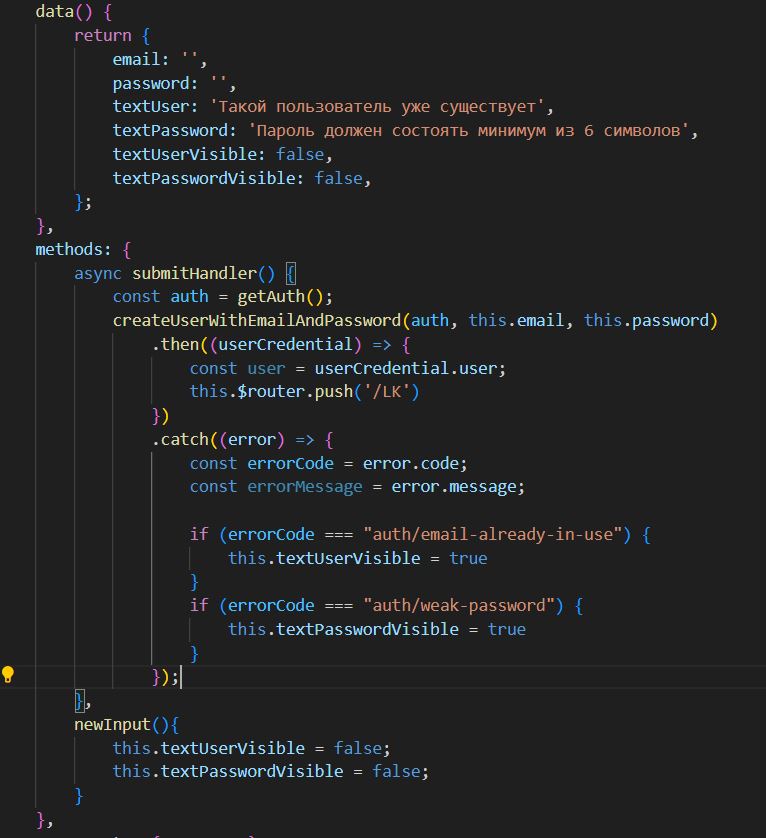 data() {
return {
email: '',
password: '',
textUser: 'Такой пользователь уже существует',
textPassword: 'Пароль должен состоять минимум из 6 символов',
textUserVisible: false,
textPasswordVisible: false,
};
},
methods: {
async submitHandler() {
const auth = getAuth();
createUserWithEmailAndPassword(auth, this.email, this.password)
.then((userCredential) => {
const user = userCredential.user;
this.$router.push('/LK')
})
.catch((error) => {
const errorCode = error.code;
const errorMessage = error.message;
if (errorCode === "auth/email-already-in-use") {
this.textUserVisible = true
}
if (errorCode === "auth/weak-password") {
this.textPasswordVisible = true
}
});
},
newInput(){
this.textUserVisible = false;
this.textPasswordVisible = false;
}
},